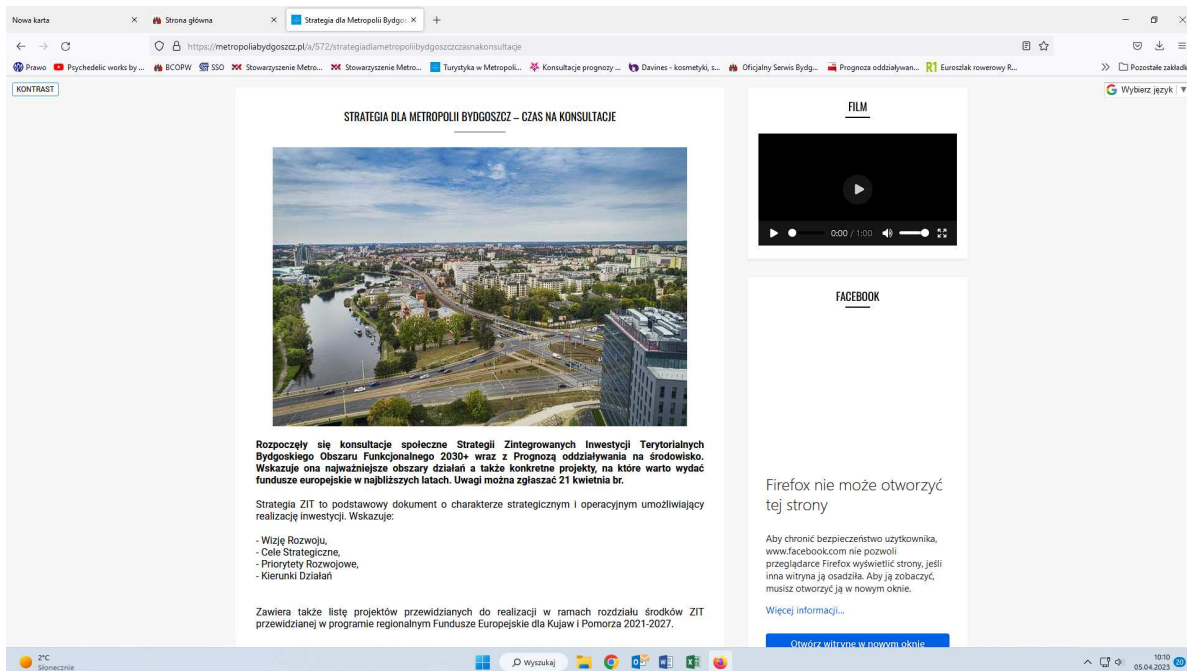 Nowa karta
Strona główna
Strategia dla Metropolii Bydgos
https://metropoliabydgoszcz.pl/a/572/strategiadlametropoliibydgoszczczasnakonsultacje
Prawo
Psychedelic works by ...
BCOPW
SSO
Stowarzyszenie Metro...
Stowarzyszenie Metro...
Turystyka w Metropoli...
Konsultacje prognozy ...
Davines - kosmetyki, s...
Oficjalny Serwis Bydg...
Prognoza oddziaływan...
R1 Euroszlak rowerowy R...
Pozostałe zakładk
KONTRAST
Wybierz język
STRATEGIA DLA METROPOLII BYDGOSZCZ – CZAS NA KONSULTACJE
Rozpoczęły się konsultacje społeczne Strategii Zintegrowanych Inwestycji Terytorialnych
Bydgoskiego Obszaru Funkcjonalnego 2030+ wraz z Prognozą oddziaływania na środowisko.
Wskazuje ona najważniejsze obszary działań a także konkretne projekty, na które warto wydać
fundusze europejskie w najbliższych latach. Uwagi można zgłaszać 21 kwietnia br.
Strategia ZIT to podstawowy dokument o charakterze strategicznym i operacyjnym umożliwiający
realizację inwestycji. Wskazuje:
- Wizję Rozwoju,
- Cele Strategiczne,
- Priorytety Rozwojowe,
- Kierunki Działań
Zawiera także listę projektów przewidzianych do realizacji w ramach rozdziału środków ZIT
przewidzianej w programie regionalnym Fundusze Europejskie dla Kujaw i Pomorza 2021-2027.
FILM
0:00 / 1:00
FACEBOOK
Firefox nie może otworzyć
tej strony
Aby chronić bezpieczeństwo użytkownika,
www.facebook.com nie pozwoli
przeglądarce Firefox wyświetlić strony, jeśli
inna witryna ją osadziła. Aby ją zobaczyć,
musisz otworzyć ją w nowym oknie.
Więcej informacji...
Otwórz witrynę w nowym oknie
2°C
Słonecznie
Wyszukaj
10:10
05.04.2023
20